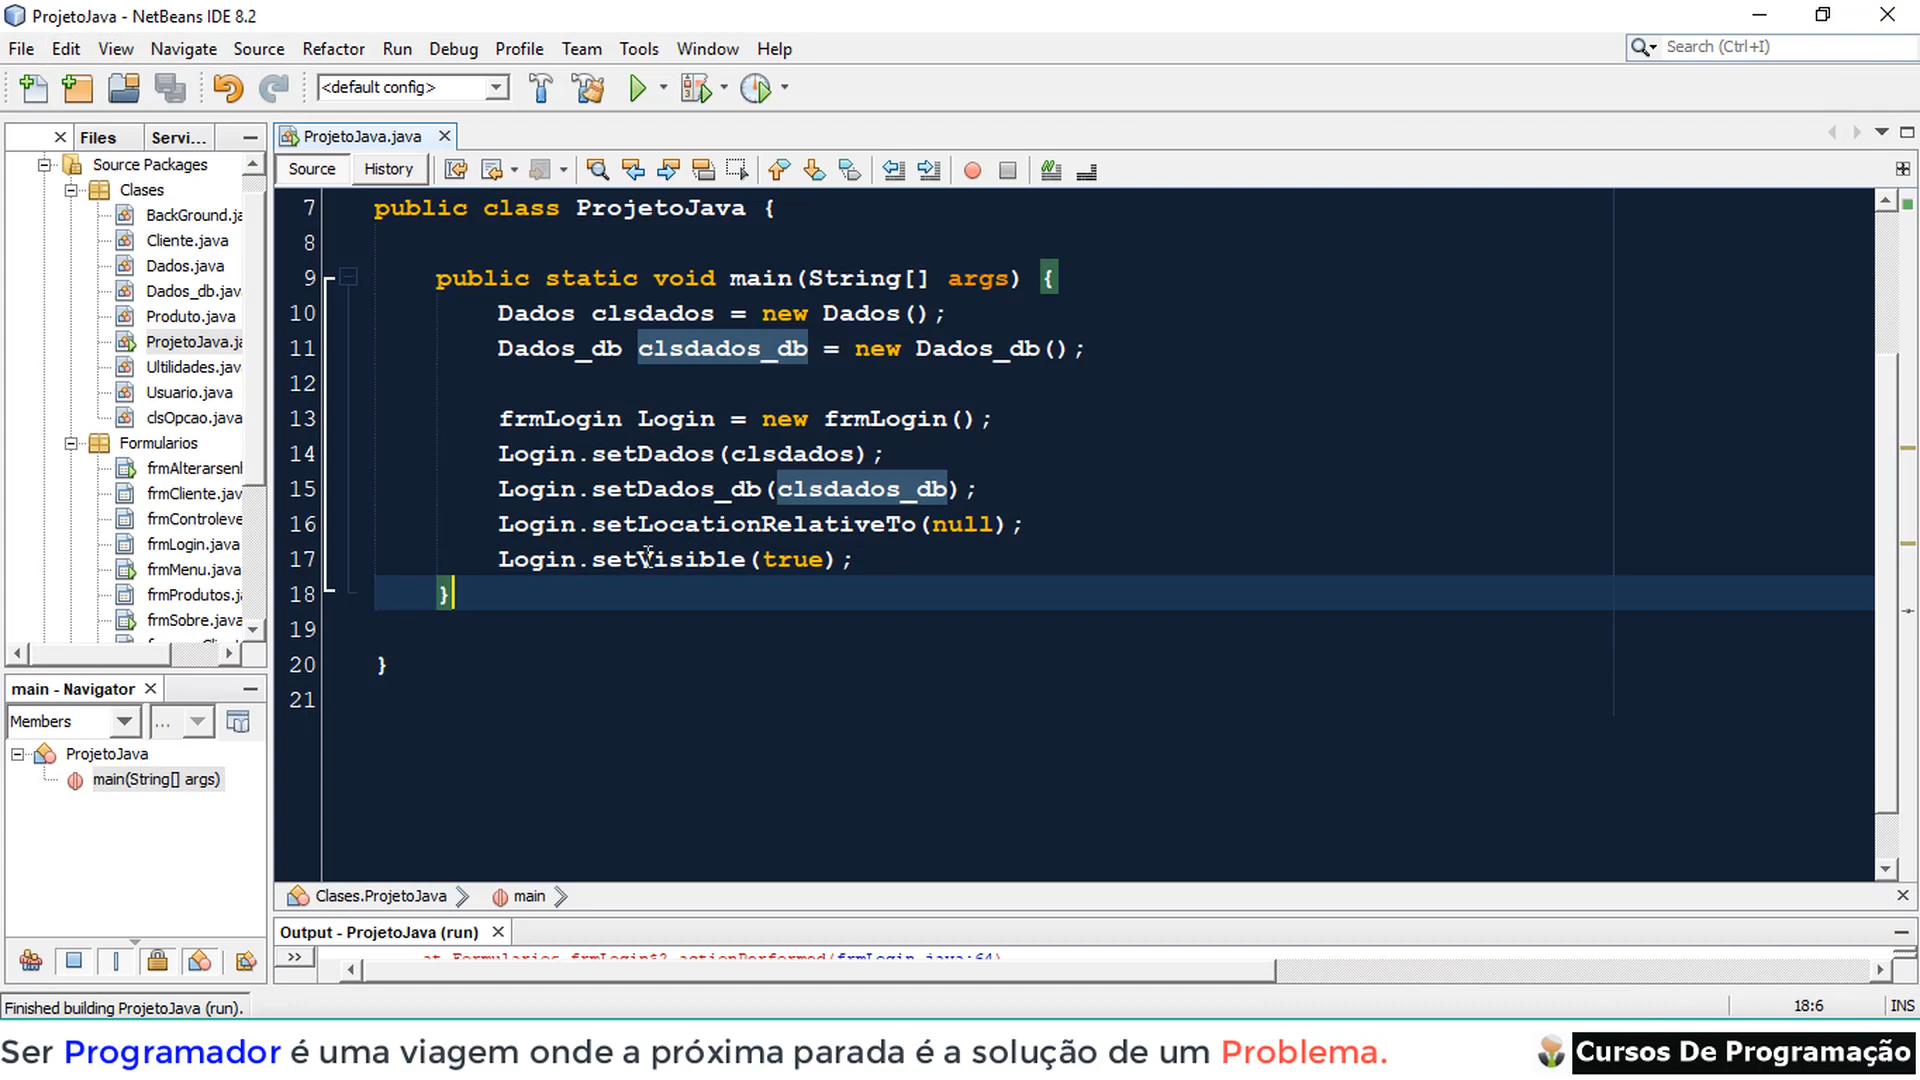 ProjetoJava - NetBeans IDE 8.2
File Edit View Navigate Source Refactor Run Debug Profile Team Tools Window Help
Search (Ctrl+I)
<default config>
Files Servi...
ProjetoJava.java
Source History
Source Packages
Clases
BackGround.ja
Cliente.java
Dados.java
Dados_db.java
Produto.java
ProjetoJava.ja
Ultilidades.java
Usuario.java
clsOpcao.java
Formularios
frmAlterarsenh
frmCliente.java
frmControleve
frmLogin.java
frmMenu.java
frmProdutos.ja
frmSobre.java
7 public class ProjetoJava {
8
9 public static void main(String[] args) {
10 Dados clsdados = new Dados();
11 Dados_db clsdados_db = new Dados_db();
12
13 frmLogin Login = new frmLogin();
14 Login.setDados(clsdados);
15 Login.setDados_db(clsdados_db);
16 Login.setLocationRelativeTo(null);
17 Login.setVisible(true);
18 }
19
20 }
21
main - Navigator
Members ...
ProjetoJava
main(String[] args)
Clases.ProjetoJava main
Output - ProjetoJava (run)
at Formularios.frmLogin$2.actionPerformed(frmLogin.java:64)
Finished building ProjetoJava (run).
18:6 INS
Ser Programador é uma viagem onde a próxima parada é a solução de um Problema.
Cursos De Programação